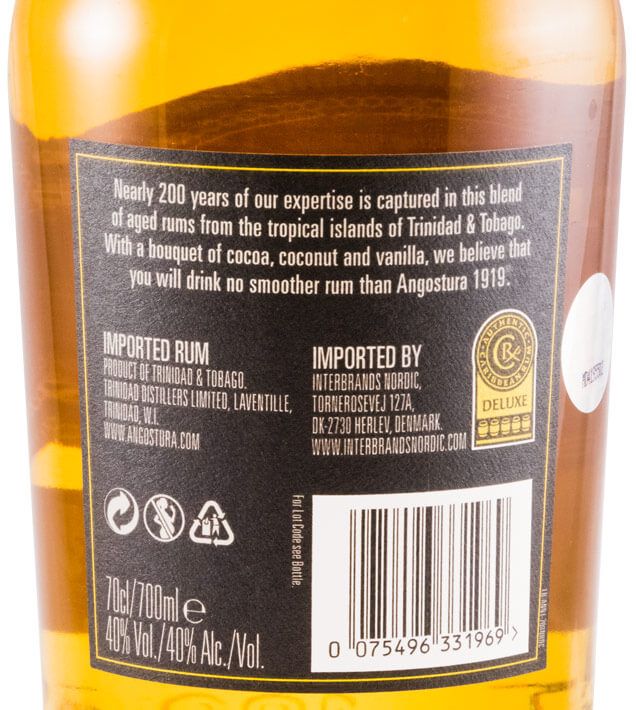 Nearly 200 years of our expertise is captured in this blend
of aged rums from the tropical islands of Trinidad & Tobago.
With a bouquet of cocoa, coconut and vanilla, we believe that
you will drink no smoother rum than Angostura 1919.
IMPORTED RUM
PRODUCT OF TRINIDAD & TOBAGO.
TRINIDAD DISTILLERS LIMITED, LAVENTILLE,
TRINIDAD, W.I.
WWW.ANGOSTURA.COM
IMPORTED BY
INTERBRANDS NORDIC,
TORNEROSEVEJ 127A,
DK-2730 HERLEV, DENMARK.
WWW.INTERBRANDSNORDIC.COM
AUTHENTIC
CARIBBEAN RUM
CR
DELUXE
For Lot Code see Bottle.
70cl/700ml e
40% Vol./40% Alc./Vol.
0 075496 331969 >